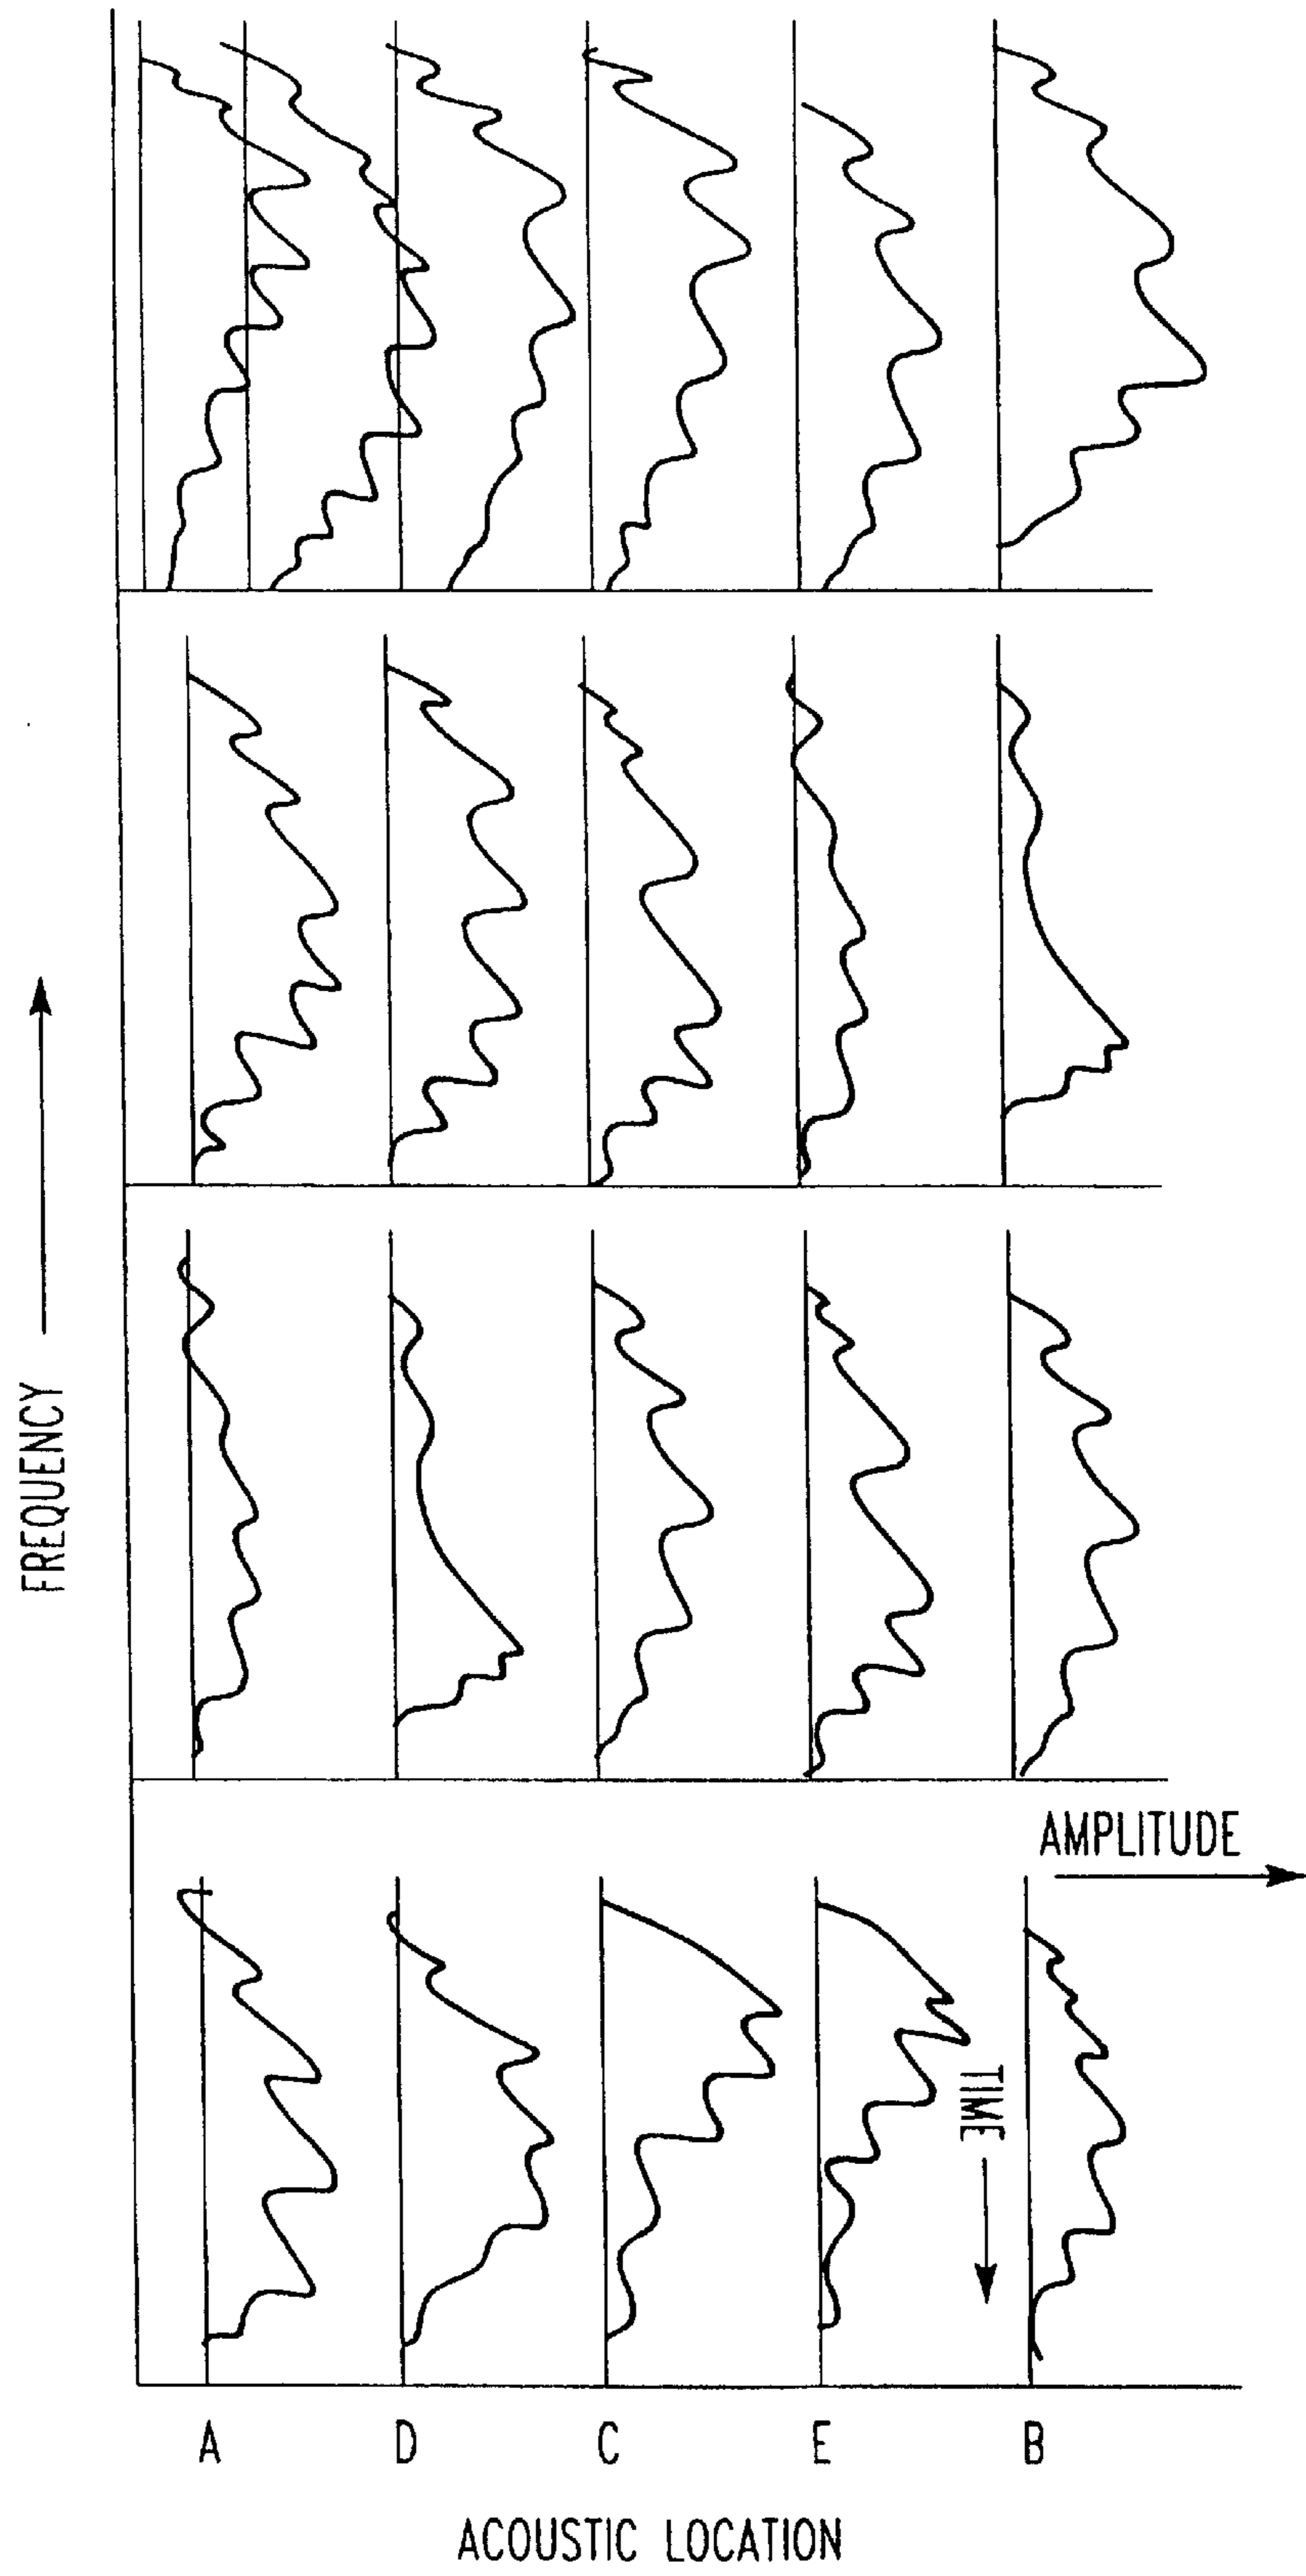 FREQUENCY
AMPLITUDE
TIME
A D C E B
ACOUSTIC LOCATION